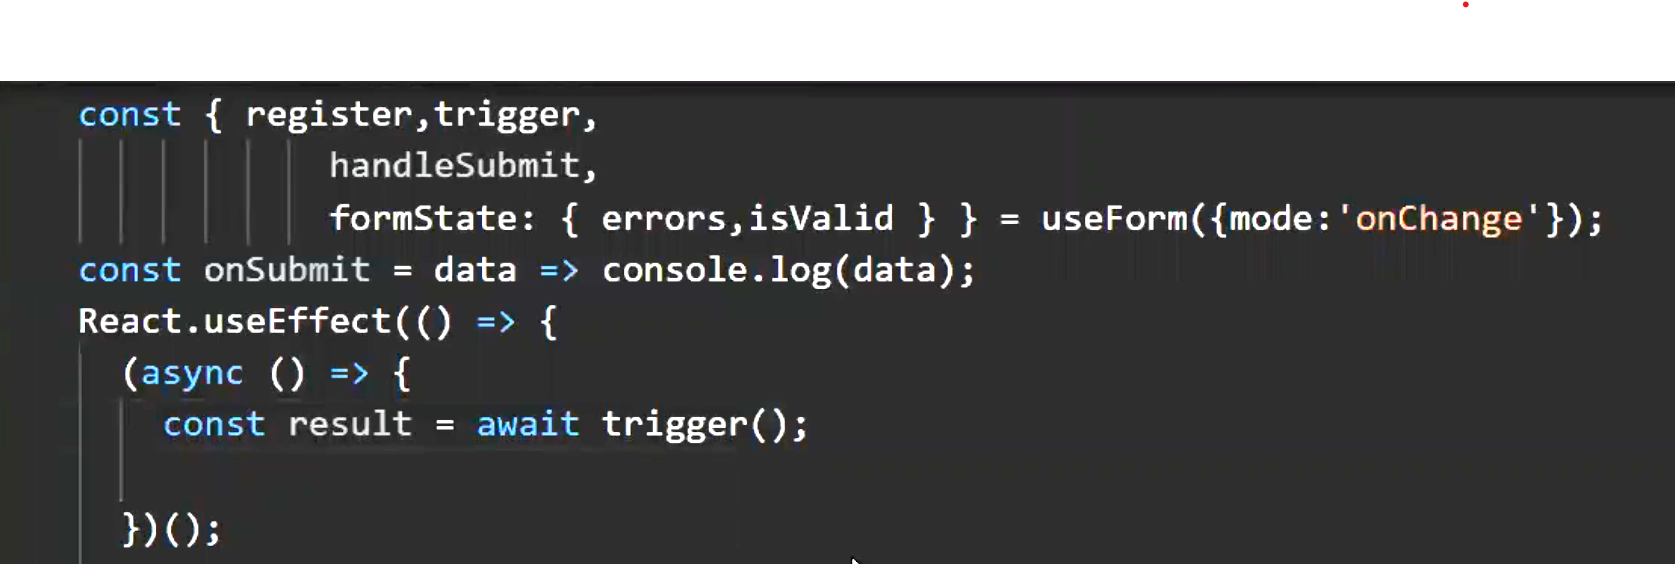 const { register,trigger,
handleSubmit,
formState: { errors,isValid } } = useForm({mode:'onChange'});
const onSubmit = data => console.log(data);
React.useEffect(() => {
(async () => {
const result = await trigger();
})();